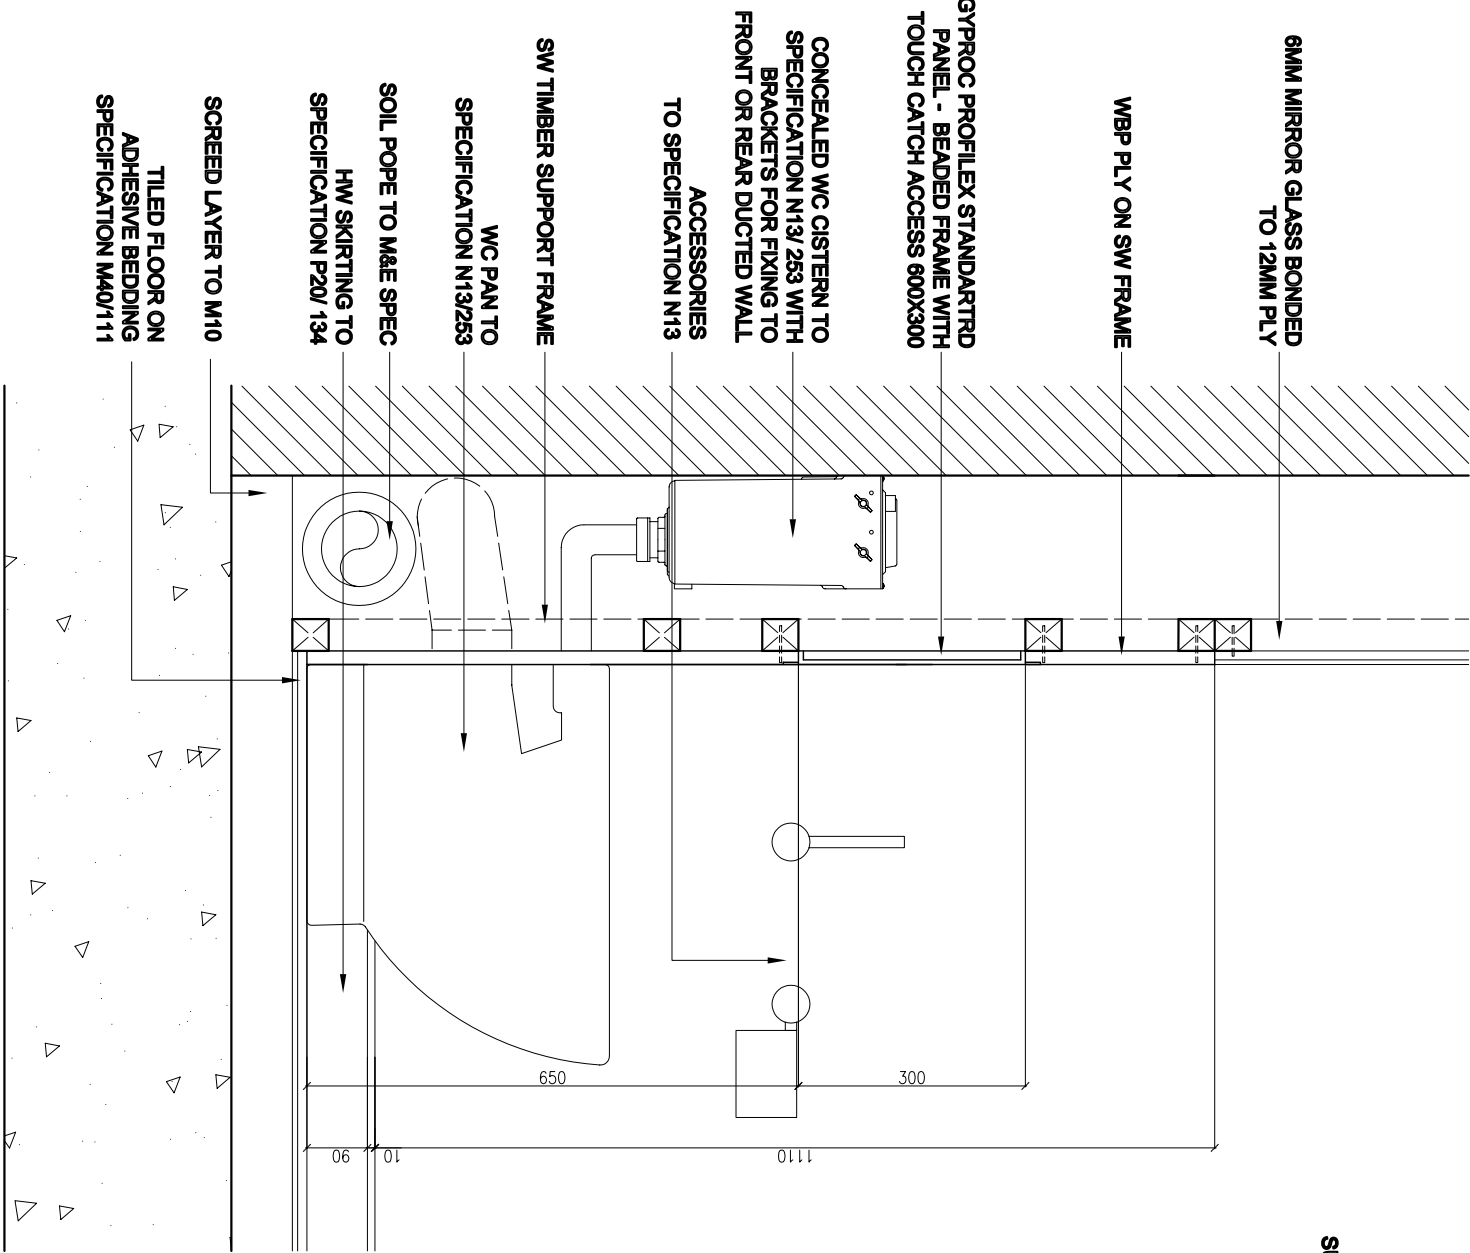 6MM MIRROR GLASS BONDED
TO 12MM PLY
WBP PLY ON SW FRAME
GYPROC PROFILEX STANDARTRD
PANEL - BEADED FRAME WITH
TOUCH CATCH ACCESS 600X300
CONCEALED WC CISTERN TO
SPECIFICATION N13/ 253 WITH
BRACKETS FOR FIXING TO
FRONT OR REAR DUCTED WALL
ACCESSORIES
TO SPECIFICATION N13
SW TIMBER SUPPORT FRAME
WC PAN TO
SPECIFICATION N13/253
SOIL POPE TO M&E SPEC
HW SKIRTING TO
SPECIFICATION P20/ 134
SCREED LAYER TO M10
TILED FLOOR ON
ADHESIVE BEDDING
SPECIFICATION M40/111
650
300
90
10
1110